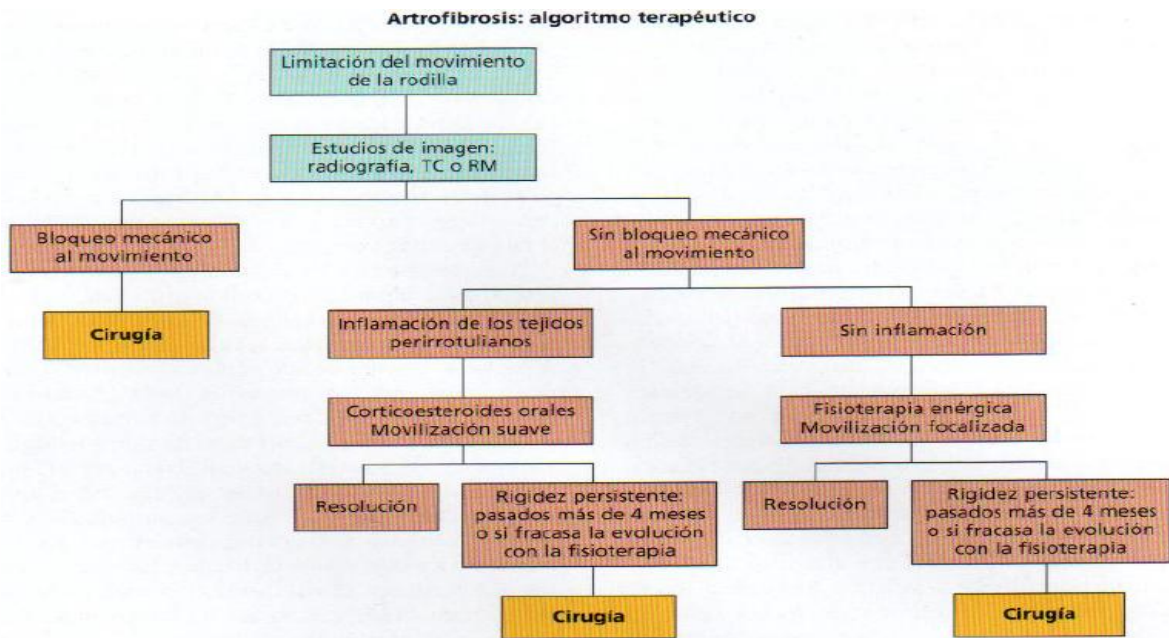 Artrofibrosis: algoritmo terapéutico
Limitación del movimiento
de la rodilla
Estudios de imagen:
radiografía, TC o RM
Bloqueo mecánico
al movimiento
Sin bloqueo mecánico
al movimiento
Cirugía
Inflamación de los tejidos
perirrotulianos
Sin inflamación
Corticoesteroides orales
Movilización suave
Fisioterapia enérgica
Movilización focalizada
Resolución
Rigidez persistente:
pasados más de 4 meses
o si fracasa la evolución
con la fisioterapia
Resolución
Rigidez persistente:
pasados más de 4 meses
o si fracasa la evolución
con la fisioterapia
Cirugía
Cirugía